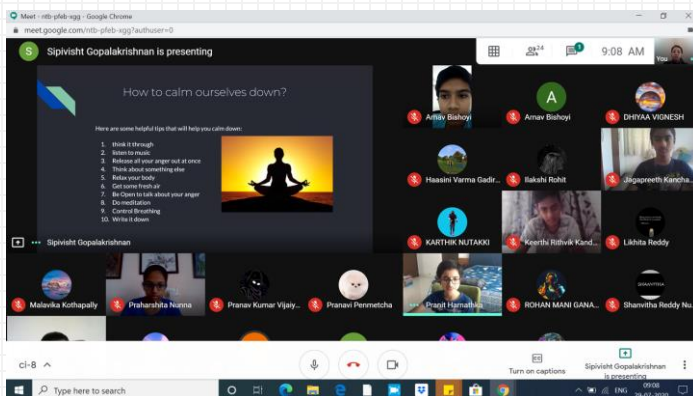 Meet - ntb-pfeb-xgg - Google Chrome
meet.google.com/ntb-pfeb-xgg?authuser=0
S Sipivisht Gopalakrishnan is presenting
24
1
9:08 AM
You
How to calm ourselves down?
Here are some helpful tips that will help you calm down:
1. think it through
2. listen to music
3. Release all your anger out at once
4. Think about something else
5. Relax your body
6. Get some fresh air
7. Be Open to talk about your anger
8. Do meditation
9. Control Breathing
10. Write it down
Sipivisht Gopalakrishnan
Arnav Bishoyi
A
Arnav Bishoyi
DHIYAA VIGNESH
Haasini Varma Gadir...
Ilakshi Rohit
Jagapreeth Kancha...
KARTHIK NUTAKKI
Keerthi Rithvik Kand...
Likhita Reddy
Malavika Kothapally
Praharshita Nunna
Pranav Kumar Vijaiy...
Pranavi Penmetcha
Pranit Harnathka
ROHAN MANI GANA...
Shanvitha Reddy Nu...
ci-8
Turn on captions
Sipivisht Gopalakrishnan
is presenting
Type here to search
ENG
09:08
29-07-2020